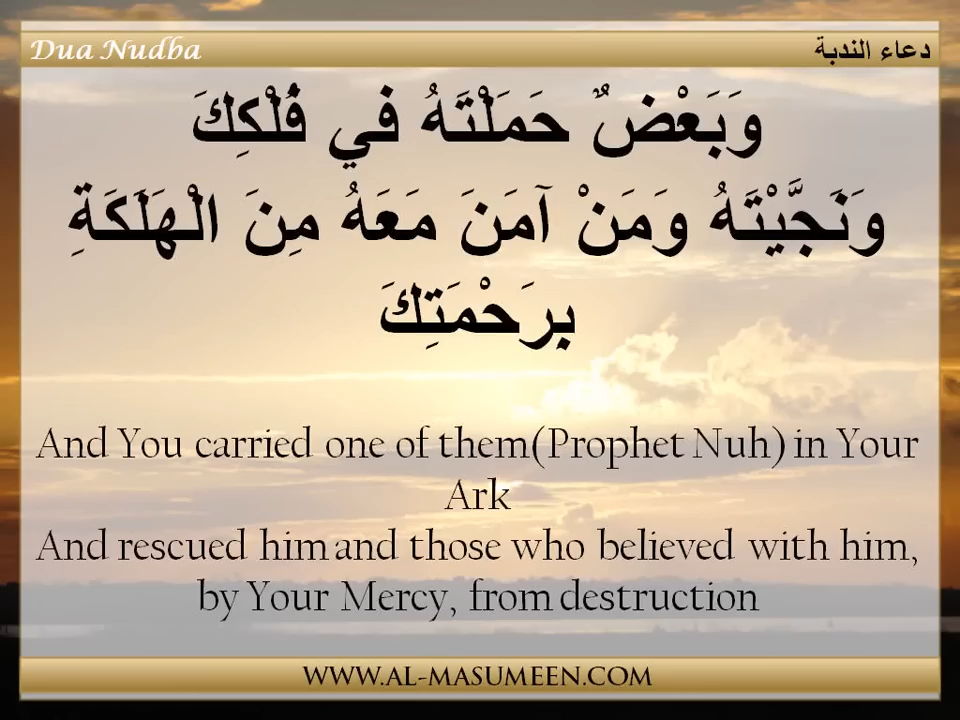 Dua Nudba
دعاء الندبة
وَبَعْضٌ حَمَلْتَهُ في فُلْكِكَ
وَنَجَّيْتَهُ وَمَنْ آمَنَ مَعَهُ مِنَ الْهَلَكَةِ
بِرَحْمَتِكَ
And You carried one of them(Prophet Nuh) in Your
Ark
And rescued him and those who believed with him,
by Your Mercy, from destruction
WWW.AL-MASUMEEN.COM